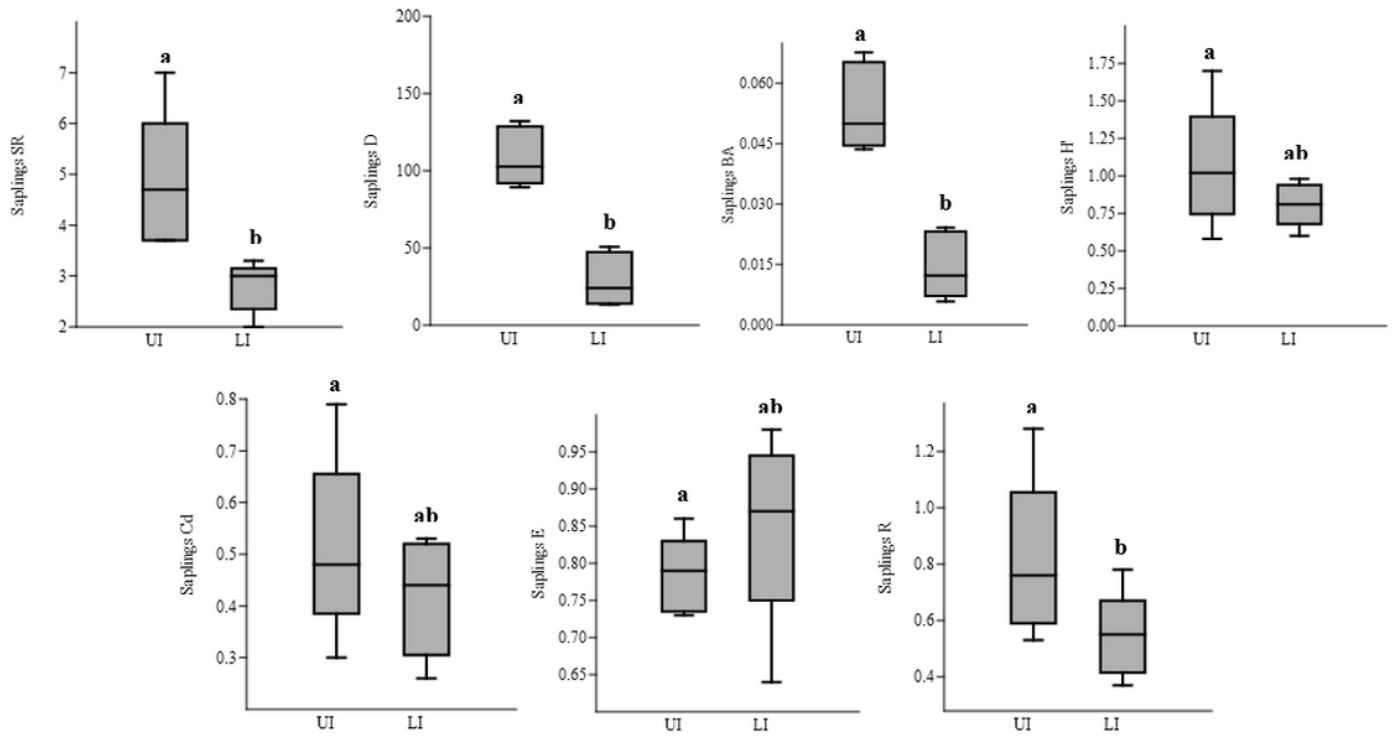 Saplings SR
7
6
5
4
3
2
a
b
UI
LI
Saplings D
200
150
100
50
0
a
b
UI
LI
Saplings BA
0.060
0.045
0.030
0.015
0.000
a
b
UI
LI
Saplings H'
1.75
1.50
1.25
1.00
0.75
0.50
0.25
0.00
a
ab
UI
LI
Saplings Cd
0.8
0.7
0.6
0.5
0.4
0.3
a
ab
UI
LI
Saplings E
0.95
0.90
0.85
0.80
0.75
0.70
0.65
a
ab
UI
LI
Saplings R
1.2
1.0
0.8
0.6
0.4
a
b
UI
LI